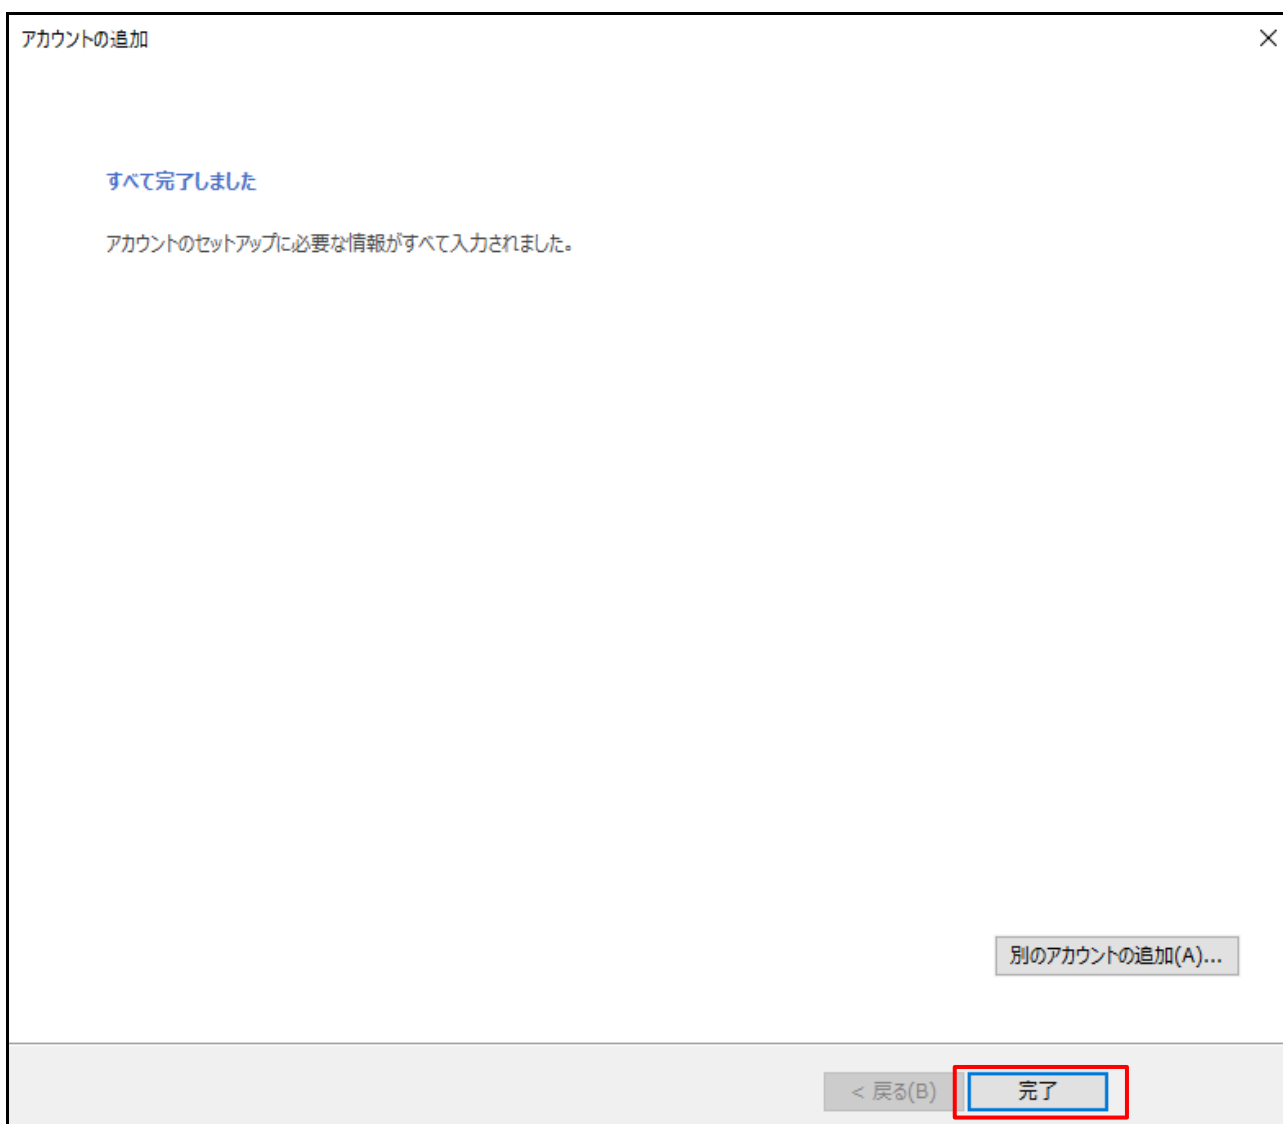 アカウントの追加
すべて完了しました
アカウントのセットアップに必要な情報がすべて入力されました。
別のアカウントの追加(A)...
< 戻る(B)
完了